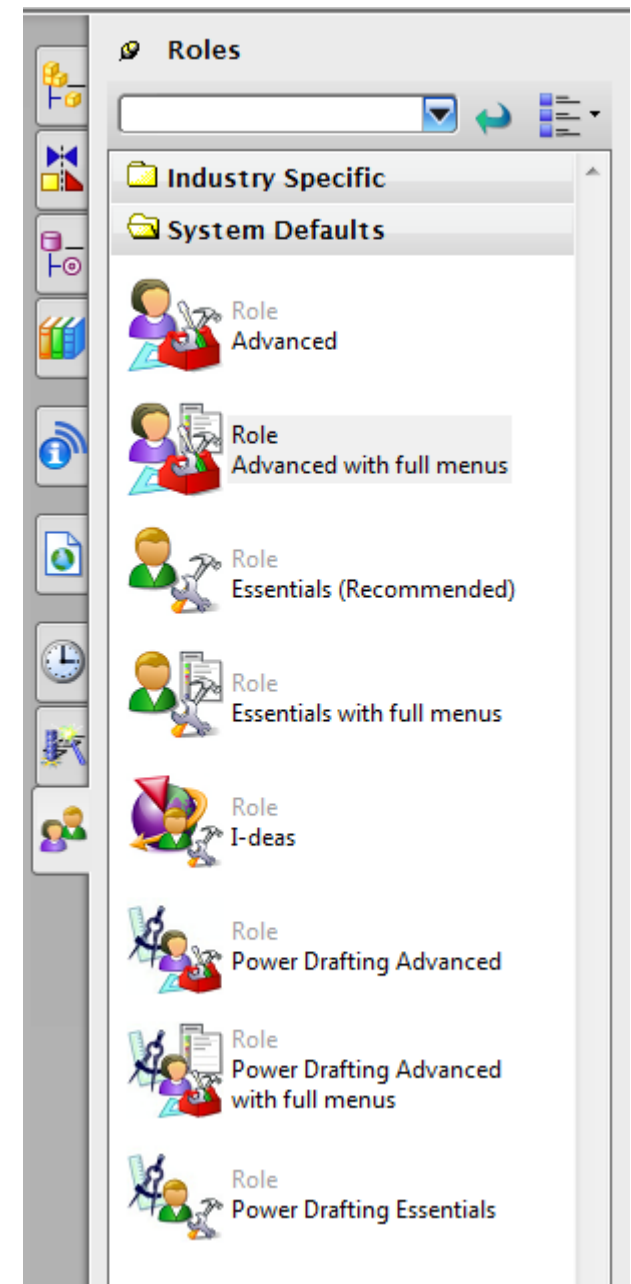 Roles
Industry Specific
System Defaults
Role
Advanced
Role
Advanced with full menus
Role
Essentials (Recommended)
Role
Essentials with full menus
Role
I-deas
Role
Power Drafting Advanced
Role
Power Drafting Advanced
with full menus
Role
Power Drafting Essentials